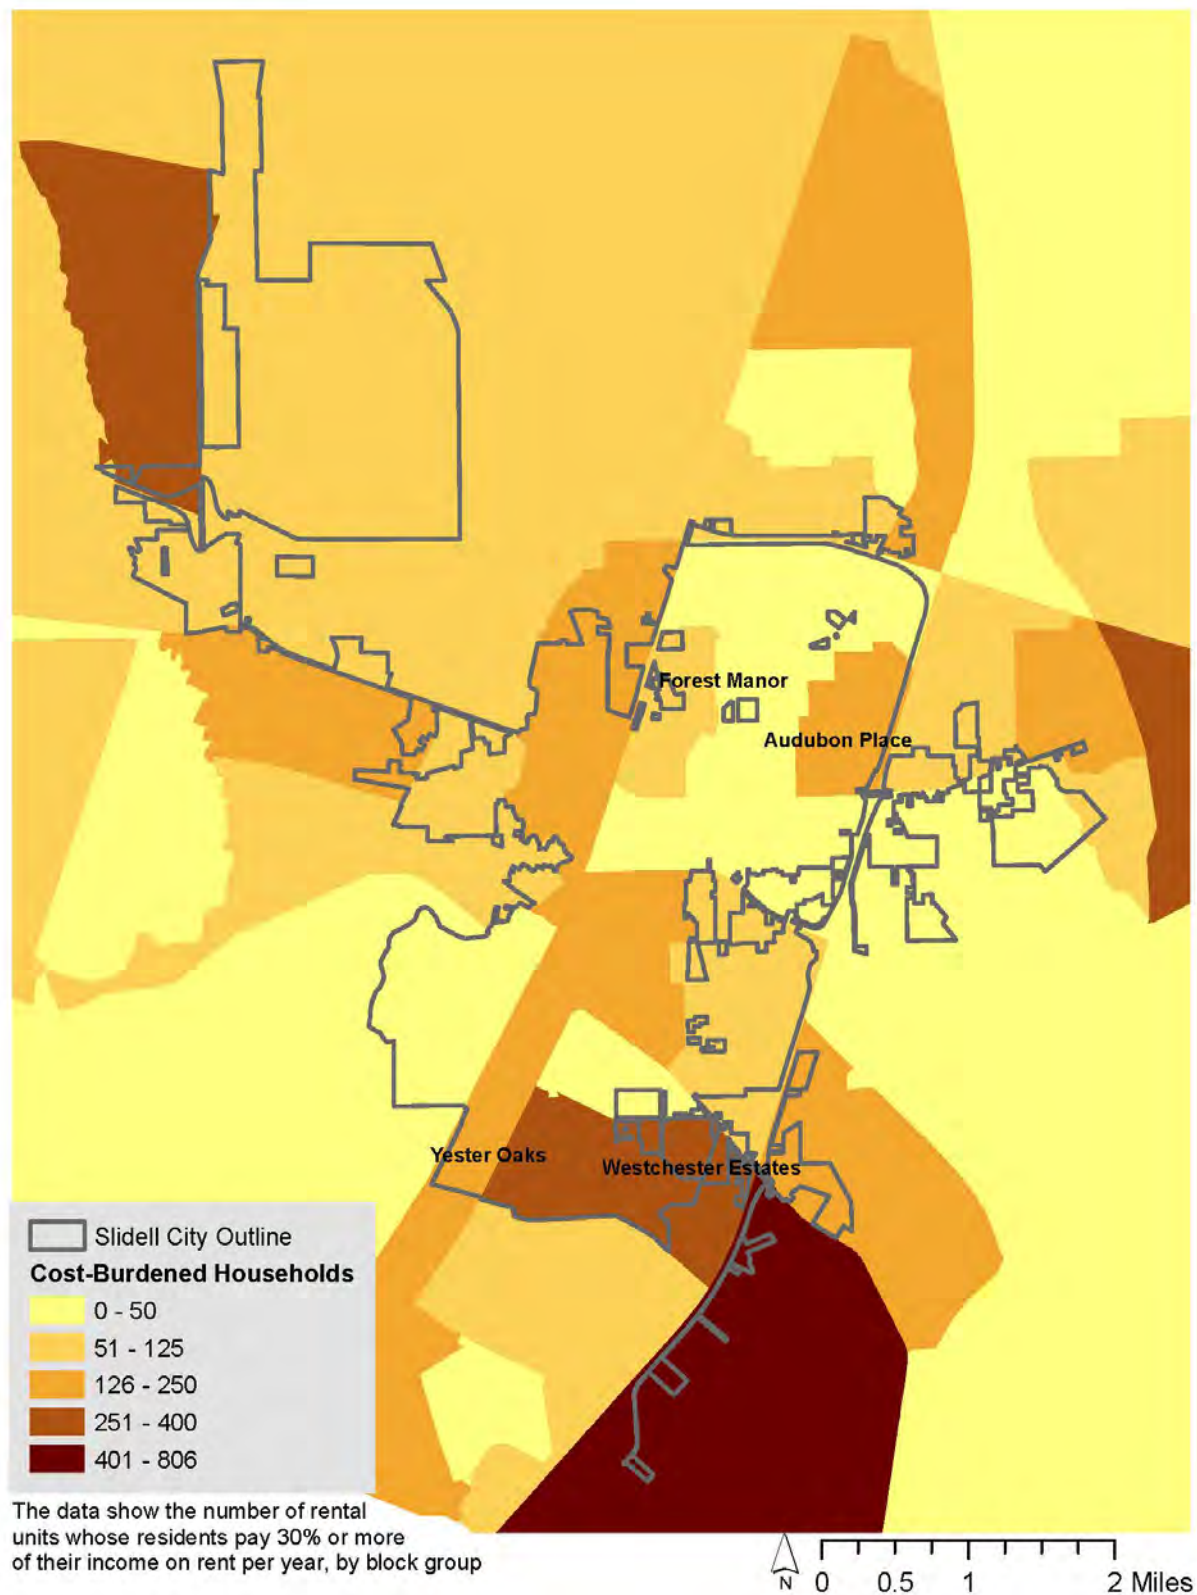 Forest Manor
Audubon Place
Yester Oaks
Westchester Estates
Slidell City Outline
Cost-Burdened Households
0 - 50
51 - 125
126 - 250
251 - 400
401 - 806
The data show the number of rental
units whose residents pay 30% or more
of their income on rent per year, by block group
N
0 0.5 1 2 Miles